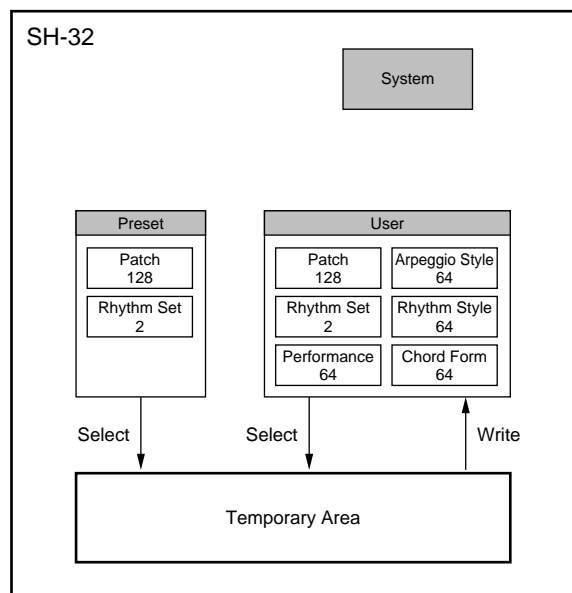 SH-32
System
Preset
Patch
128
Rhythm Set
2
User
Patch
128
Arpeggio Style
64
Rhythm Set
2
Rhythm Style
64
Performance
64
Chord Form
64
Select
Select
Write
Temporary Area